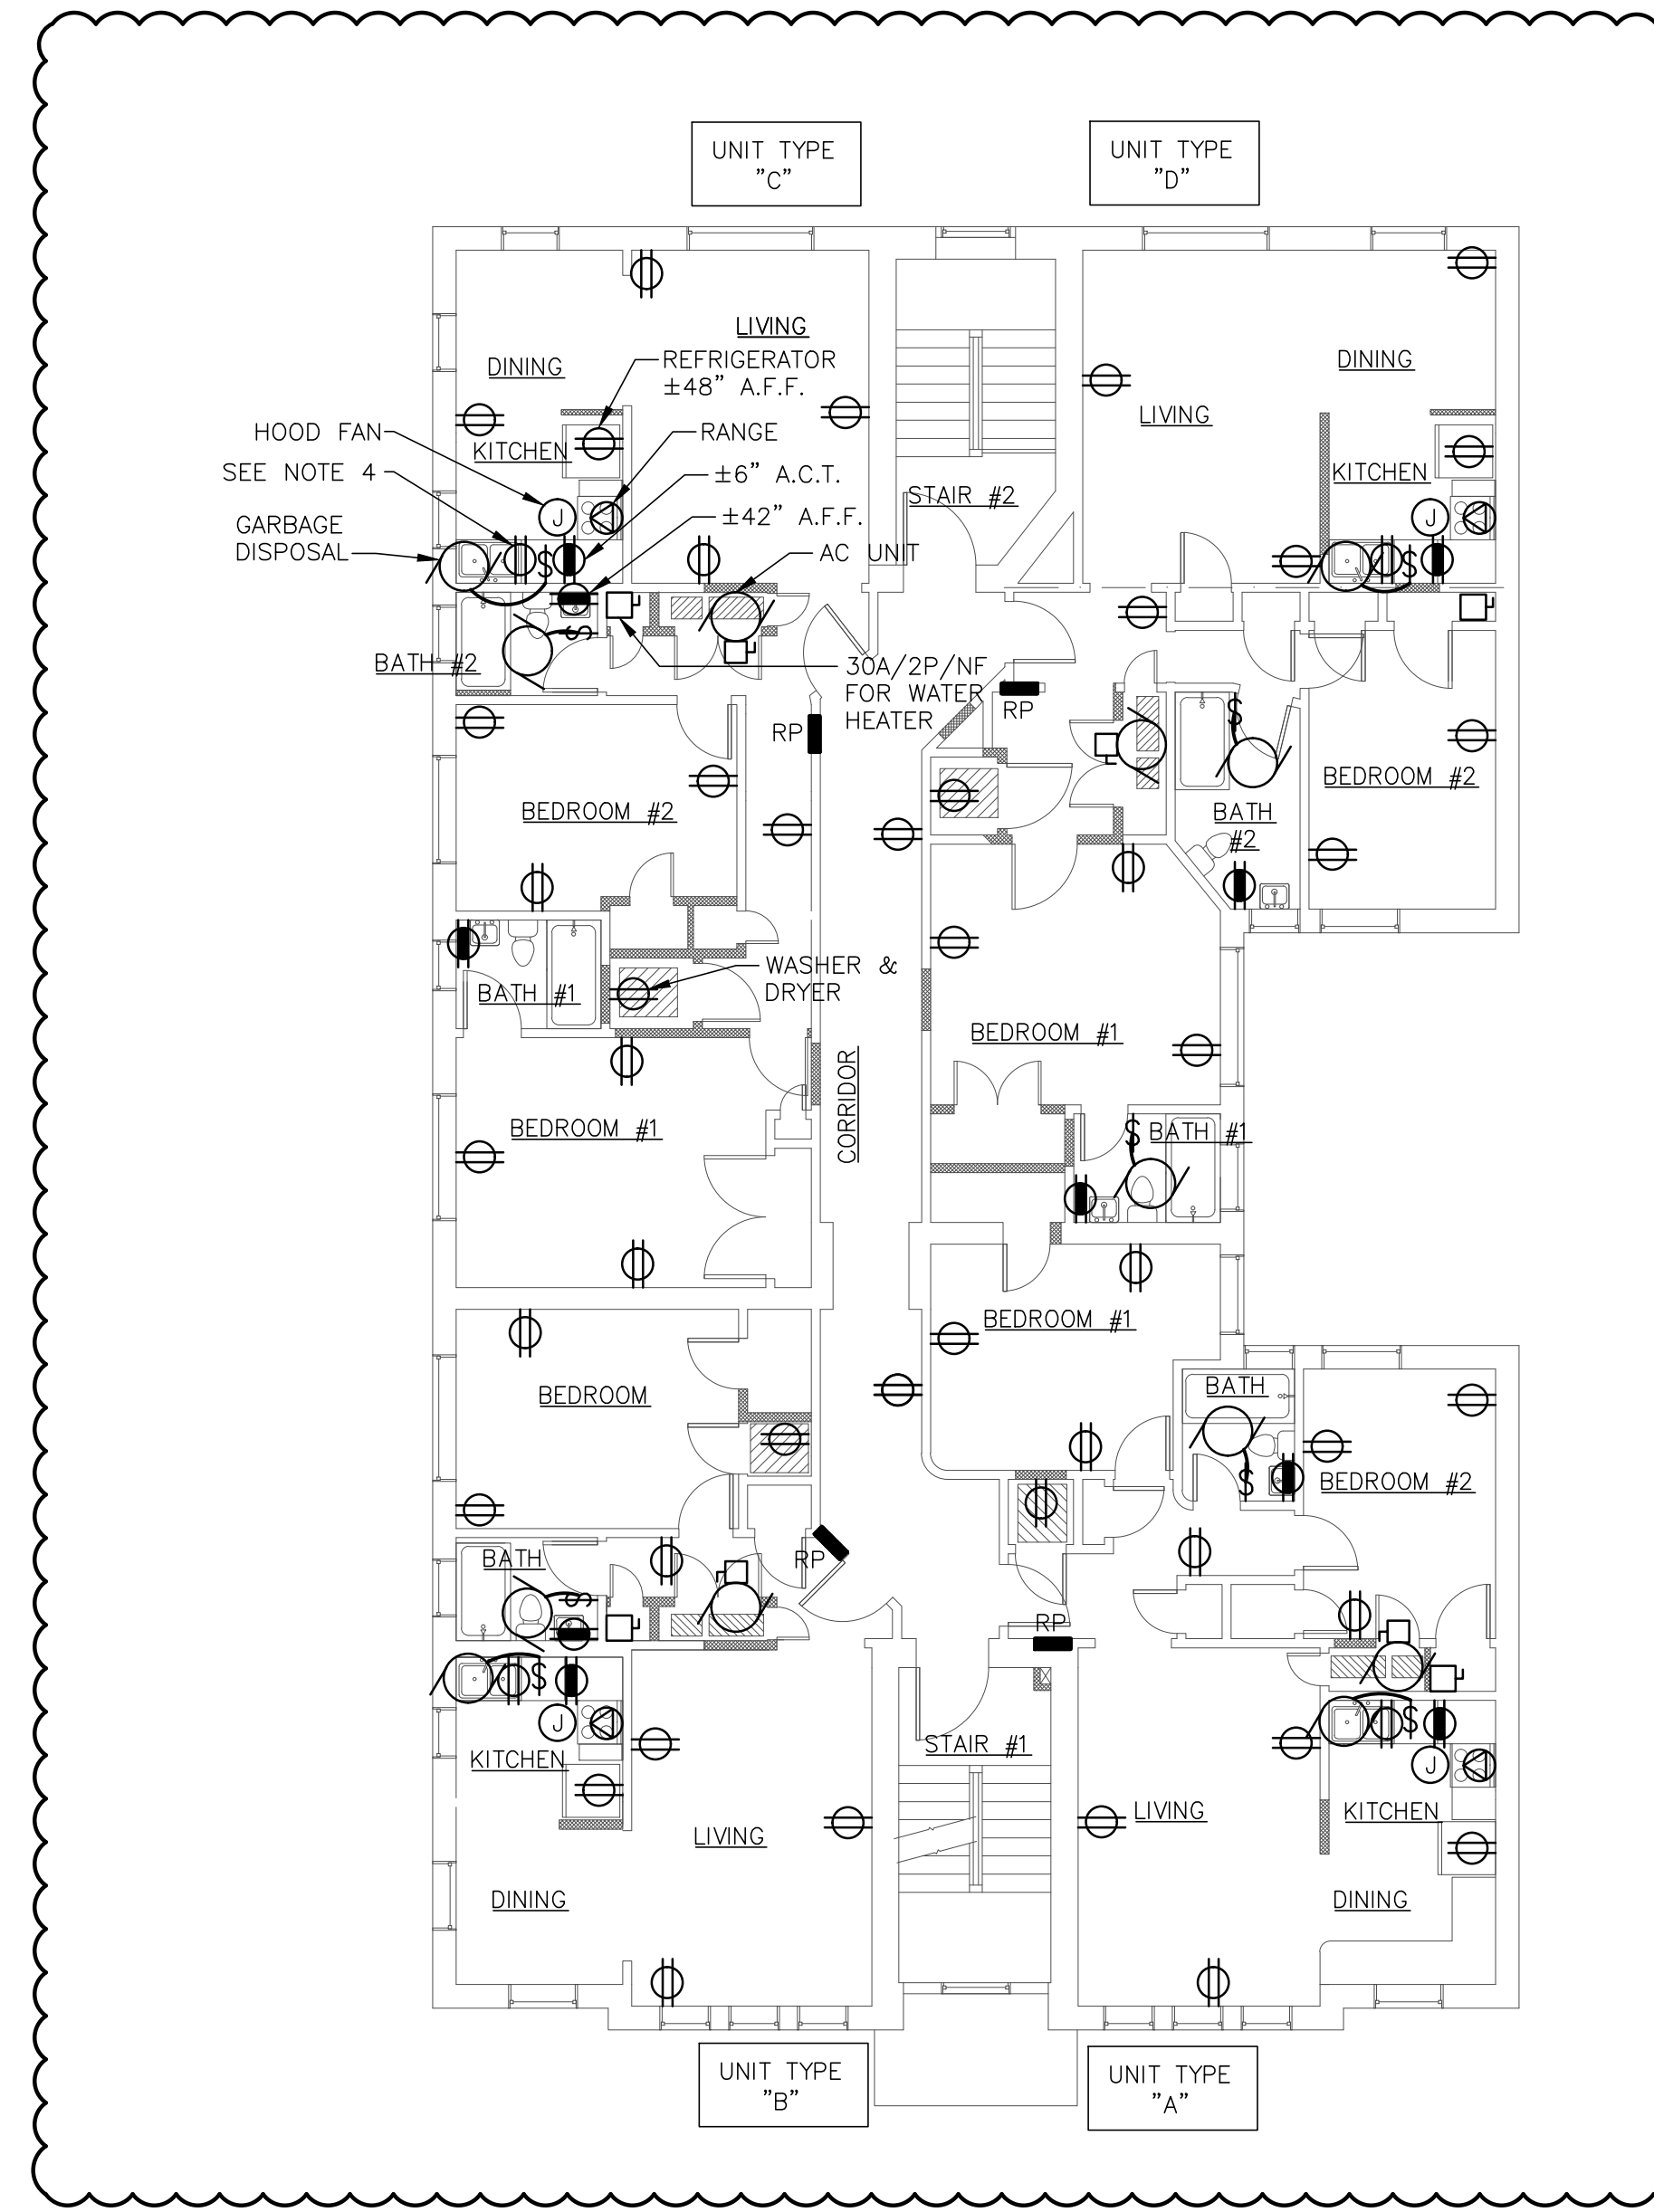 UNIT TYPE
"C"
UNIT TYPE
"D"
LIVING
DINING
REFRIGERATOR
±48" A.F.F.
HOOD FAN
KITCHEN
RANGE
SEE NOTE 4
±6" A.C.T.
GARBAGE
DISPOSAL
±42" A.F.F.
J
$
AC UNIT
STAIR #2
DINING
LIVING
KITCHEN
J
$
BATH #2
$
30A/2P/NF
FOR WATER
HEATER
RP
RP
$
BEDROOM #2
BATH
#2
BEDROOM #2
WASHER &
DRYER
BATH #1
BEDROOM #1
BEDROOM #1
CORRIDOR
$
BATH #1
BEDROOM #1
BEDROOM
BATH
$
BEDROOM #2
BATH
RP
$
$
KITCHEN
J
RP
STAIR #1
$
J
LIVING
KITCHEN
LIVING
DINING
DINING
UNIT TYPE
"B"
UNIT TYPE
"A"